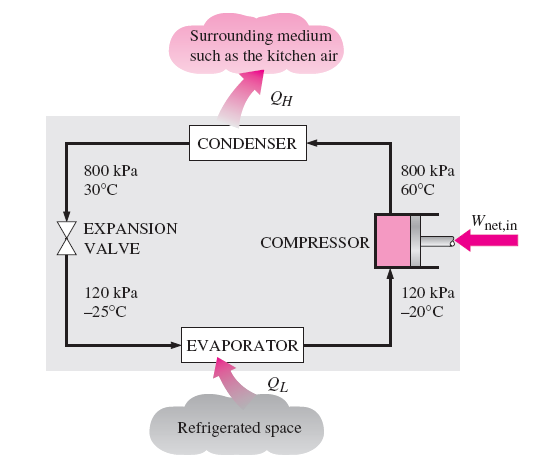 Surrounding medium
such as the kitchen air
QH
CONDENSER
800 kPa
30°C
800 kPa
60°C
EXPANSION
VALVE
COMPRESSOR
Wnet,in
120 kPa
–25°C
120 kPa
–20°C
EVAPORATOR
QL
Refrigerated space